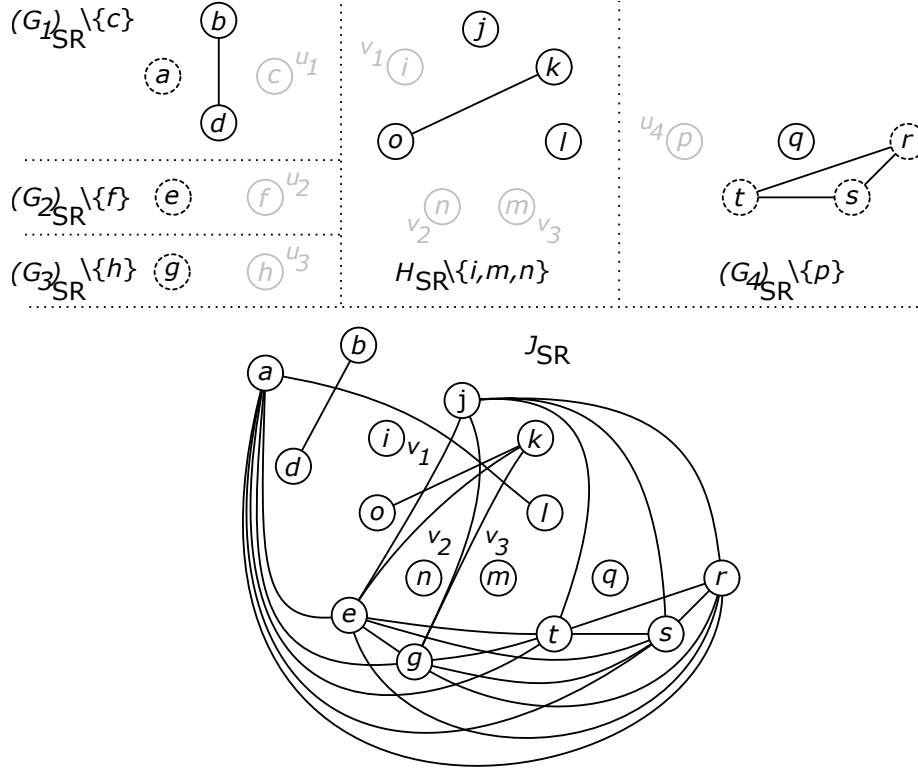 (G1)SR\{c}
b
a
c u1
d
(G2)SR\{f}
e
f u2
(G3)SR\{h}
g
h u3
j
v1 i
k
o
l
v2 n
m v3
HSR\{i,m,n}
u4 p
q
r
t
s
(G4)SR\{p}
JSR
b
a
j
i v1
k
d
o
l
v2
v3
n
m
q
r
e
t
s
g